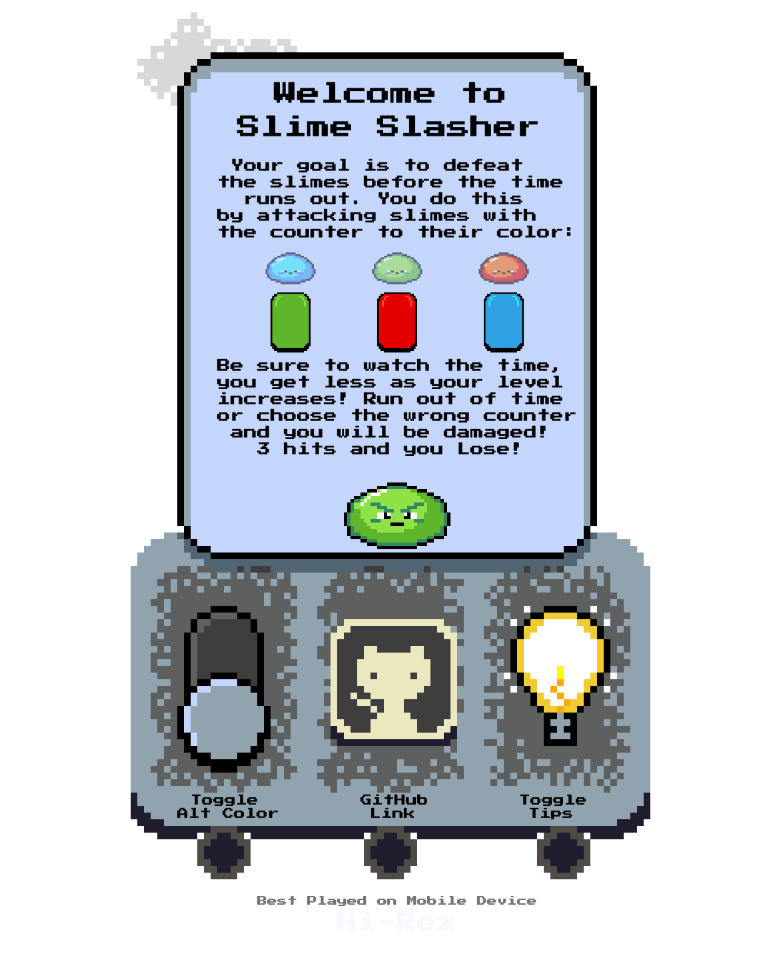 Welcome to
Slime Slasher
Your goal is to defeat
the slimes before the time
runs out. You do this
by attacking slimes with
the counter to their color:
Be sure to watch the time,
you get less as your level
increases! Run out of time
or choose the wrong counter
and you will be damaged!
3 hits and you Lose!
Toggle
Alt Color
GitHub
Link
Toggle
Tips
Best Played on Mobile Device
Hi-Rez